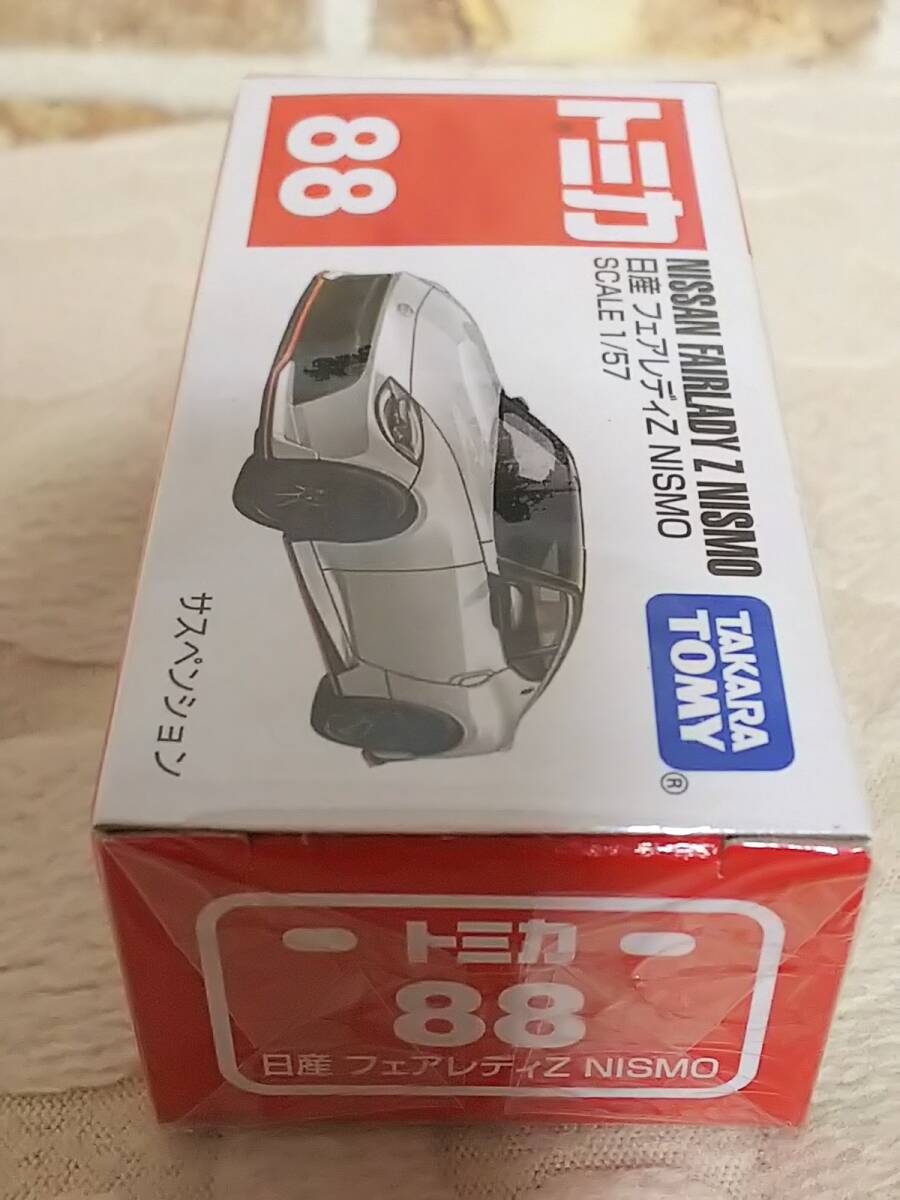 トミカ
88
NISSAN FAIRLADY Z NISMO
日産 フェアレディZ NISMO
SCALE 1/57
TAKARA
TOMY
®
サスペンション
トミカ
88
日産 フェアレディZ NISMO